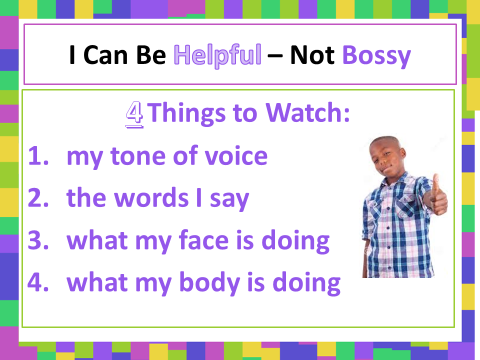 I Can Be Helpful – Not Bossy
4 Things to Watch:
1. my tone of voice
2. the words I say
3. what my face is doing
4. what my body is doing